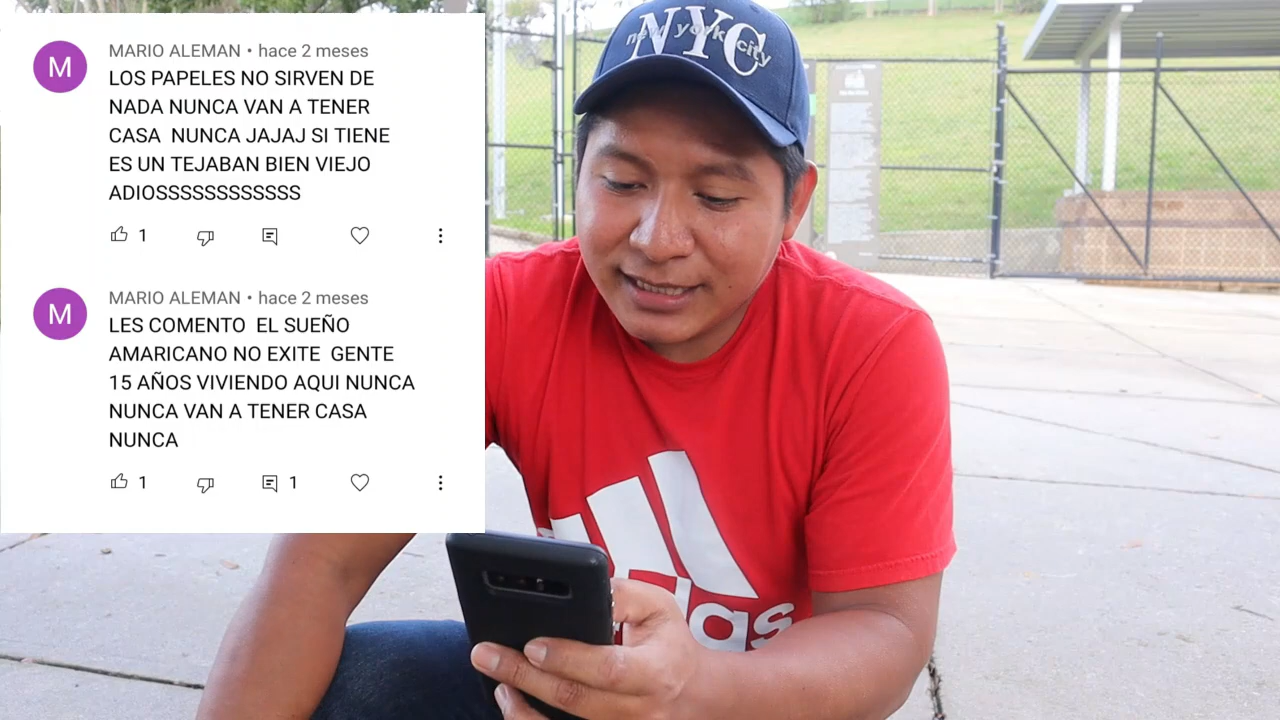 MARIO ALEMAN • hace 2 meses
LOS PAPELES NO SIRVEN DE
NADA NUNCA VAN A TENER
CASA NUNCA JAJAJ SI TIENE
ES UN TEJABAN BIEN VIEJO
ADIOSSSSSSSSSSSS
1
M
MARIO ALEMAN • hace 2 meses
LES COMENTO EL SUEÑO
AMARICANO NO EXITE GENTE
15 AÑOS VIVIENDO AQUI NUNCA
NUNCA VAN A TENER CASA
NUNCA
1 1
M
NYC
new york city
das